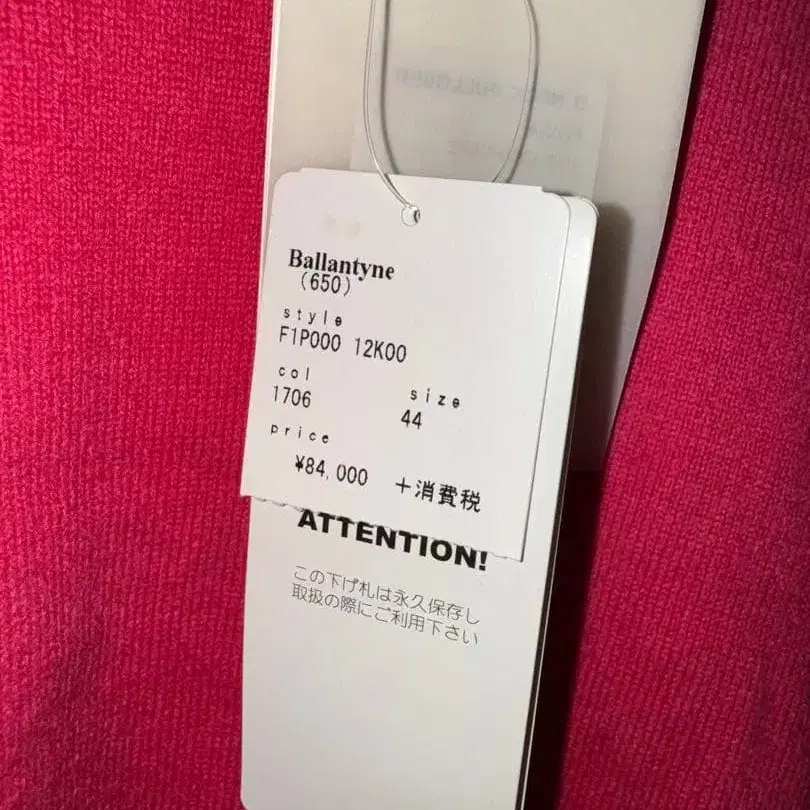 Ballantyne
(650)
style
F1P000 12K00
col size
1706 44
price
¥84,000 +消費税
ATTENTION!
この下げ札は永久保存し
取扱の際にご利用下さい